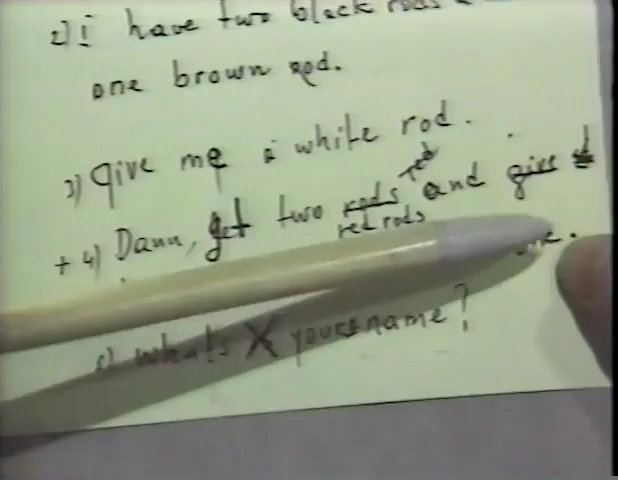 2) i have two black rods
one brown rod.
3) give me a white rod.
+ 4) Dann, get two rods red and give
red rods
5) what's X yours name?